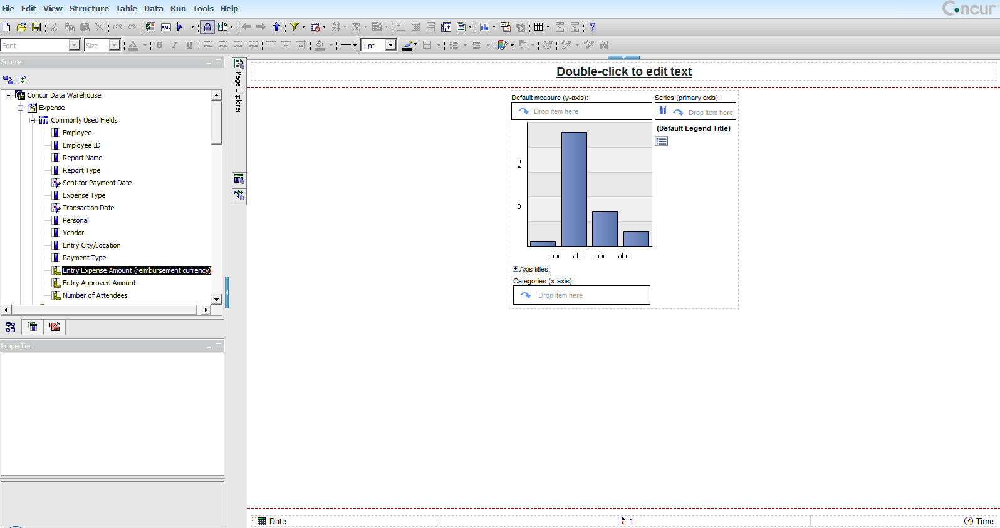 File Edit View Structure Table Data Run Tools Help
Concur
XML
?
Font Size A B I U 1pt
Source
Concur Data Warehouse
Expense
Commonly Used Fields
Employee
Employee ID
Report Name
Report Type
Sent for Payment Date
Expense Type
Transaction Date
Personal
Vendor
Entry City/Location
Payment Type
Entry Expense Amount (reimbursement currency)
Entry Approved Amount
Number of Attendees
Properties
Page Explorer
Double-click to edit text
Default measure (y-axis): Series (primary axis):
Drop item here Drop item here
(Default Legend Title)
n
0
abc abc abc abc
Axis titles:
Categories (x-axis):
Drop item here
Date 1 Time